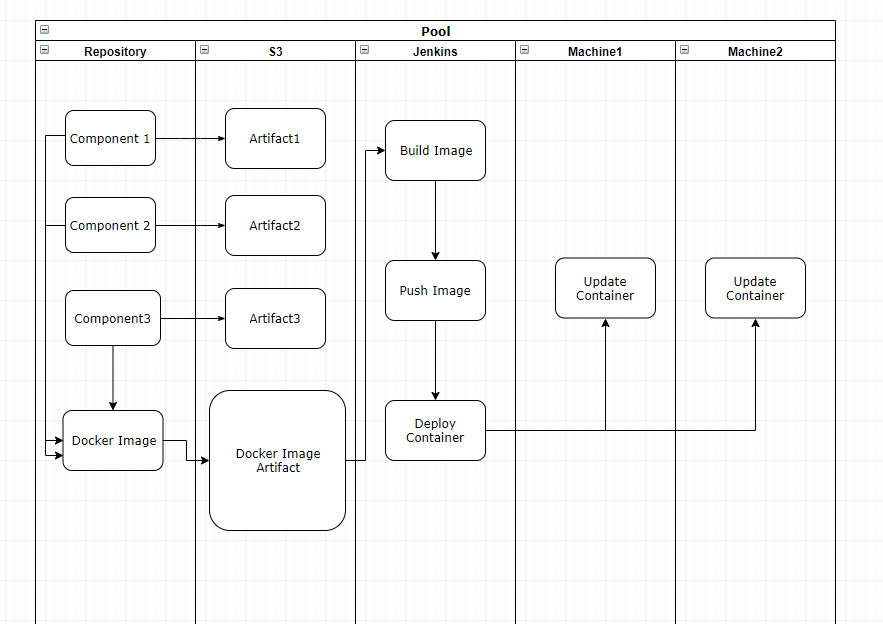 Pool
Repository
S3
Jenkins
Machine1
Machine2
Component 1
Artifact1
Build Image
Component 2
Artifact2
Component3
Artifact3
Push Image
Update
Container
Update
Container
Docker Image
Docker Image
Artifact
Deploy
Container